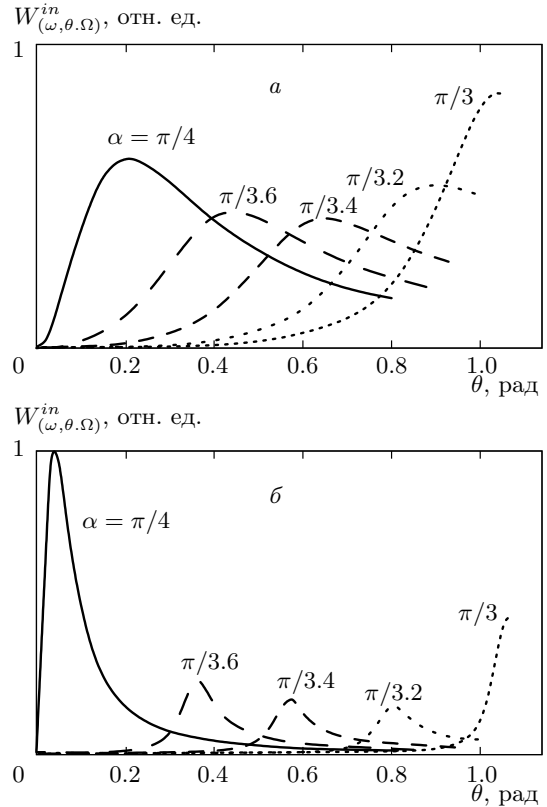 W^{in}_{(ω,θ.Ω)}, отн. ед.
1
а
π/3
α = π/4
π/3.2
π/3.6
π/3.4
0 0.2 0.4 0.6 0.8 1.0
θ, рад
W^{in}_{(ω,θ.Ω)}, отн. ед.
1
б
α = π/4
π/3
π/3.6
π/3.4
π/3.2
0 0.2 0.4 0.6 0.8 1.0
θ, рад